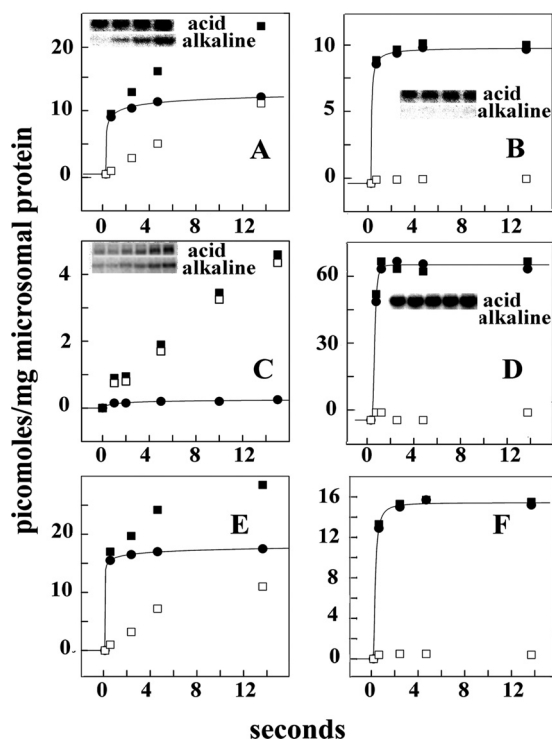 picomoles/mg microsomal protein
20
10
0
acid
alkaline
A
10
5
0
acid
alkaline
B
4
2
0
acid
alkaline
C
60
30
0
acid
alkaline
D
20
10
0
E
0 4 8 12
16
12
8
4
0
F
0 4 8 12
seconds